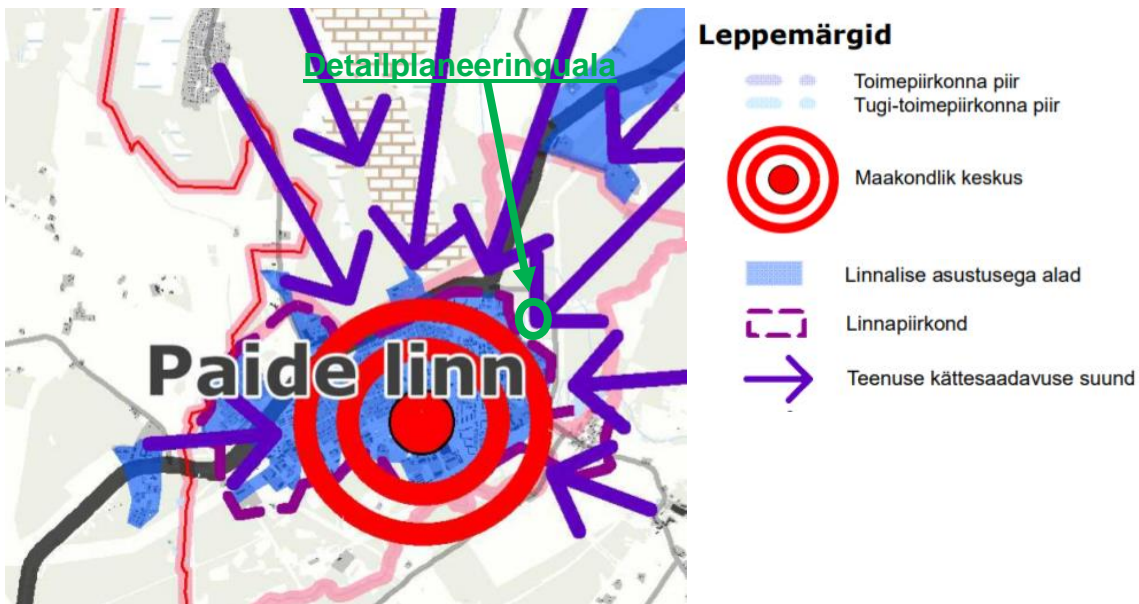 Detailplaneeringuala
Paide linn
Leppemärgid
Toimepiirkonna piir
Tugi-toimepiirkonna piir
Maakondlik keskus
Linnalise asustusega alad
Linnapiirkond
Teenuse kättesaadavuse suund